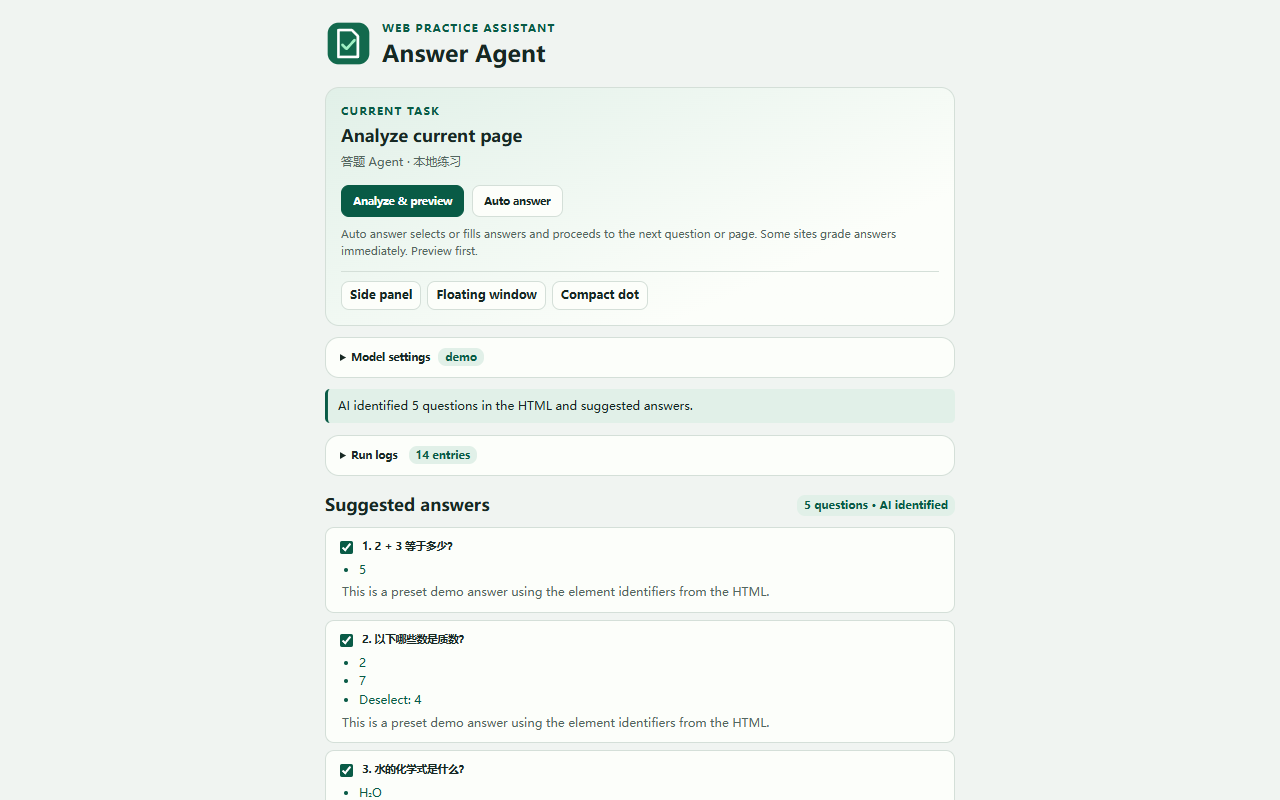 WEB PRACTICE ASSISTANT
Answer Agent
CURRENT TASK
Analyze current page
答题 Agent · 本地练习
Analyze & preview
Auto answer
Auto answer selects or fills answers and proceeds to the next question or page. Some sites grade answers
immediately. Preview first.
Side panel
Floating window
Compact dot
Model settings
demo
AI identified 5 questions in the HTML and suggested answers.
Run logs
14 entries
Suggested answers
5 questions • AI identified
1. 2 + 3 等于多少?
• 5
This is a preset demo answer using the element identifiers from the HTML.
2. 以下哪些数是质数?
• 2
• 7
• Deselect: 4
This is a preset demo answer using the element identifiers from the HTML.
3. 水的化学式是什么?
• H₂O